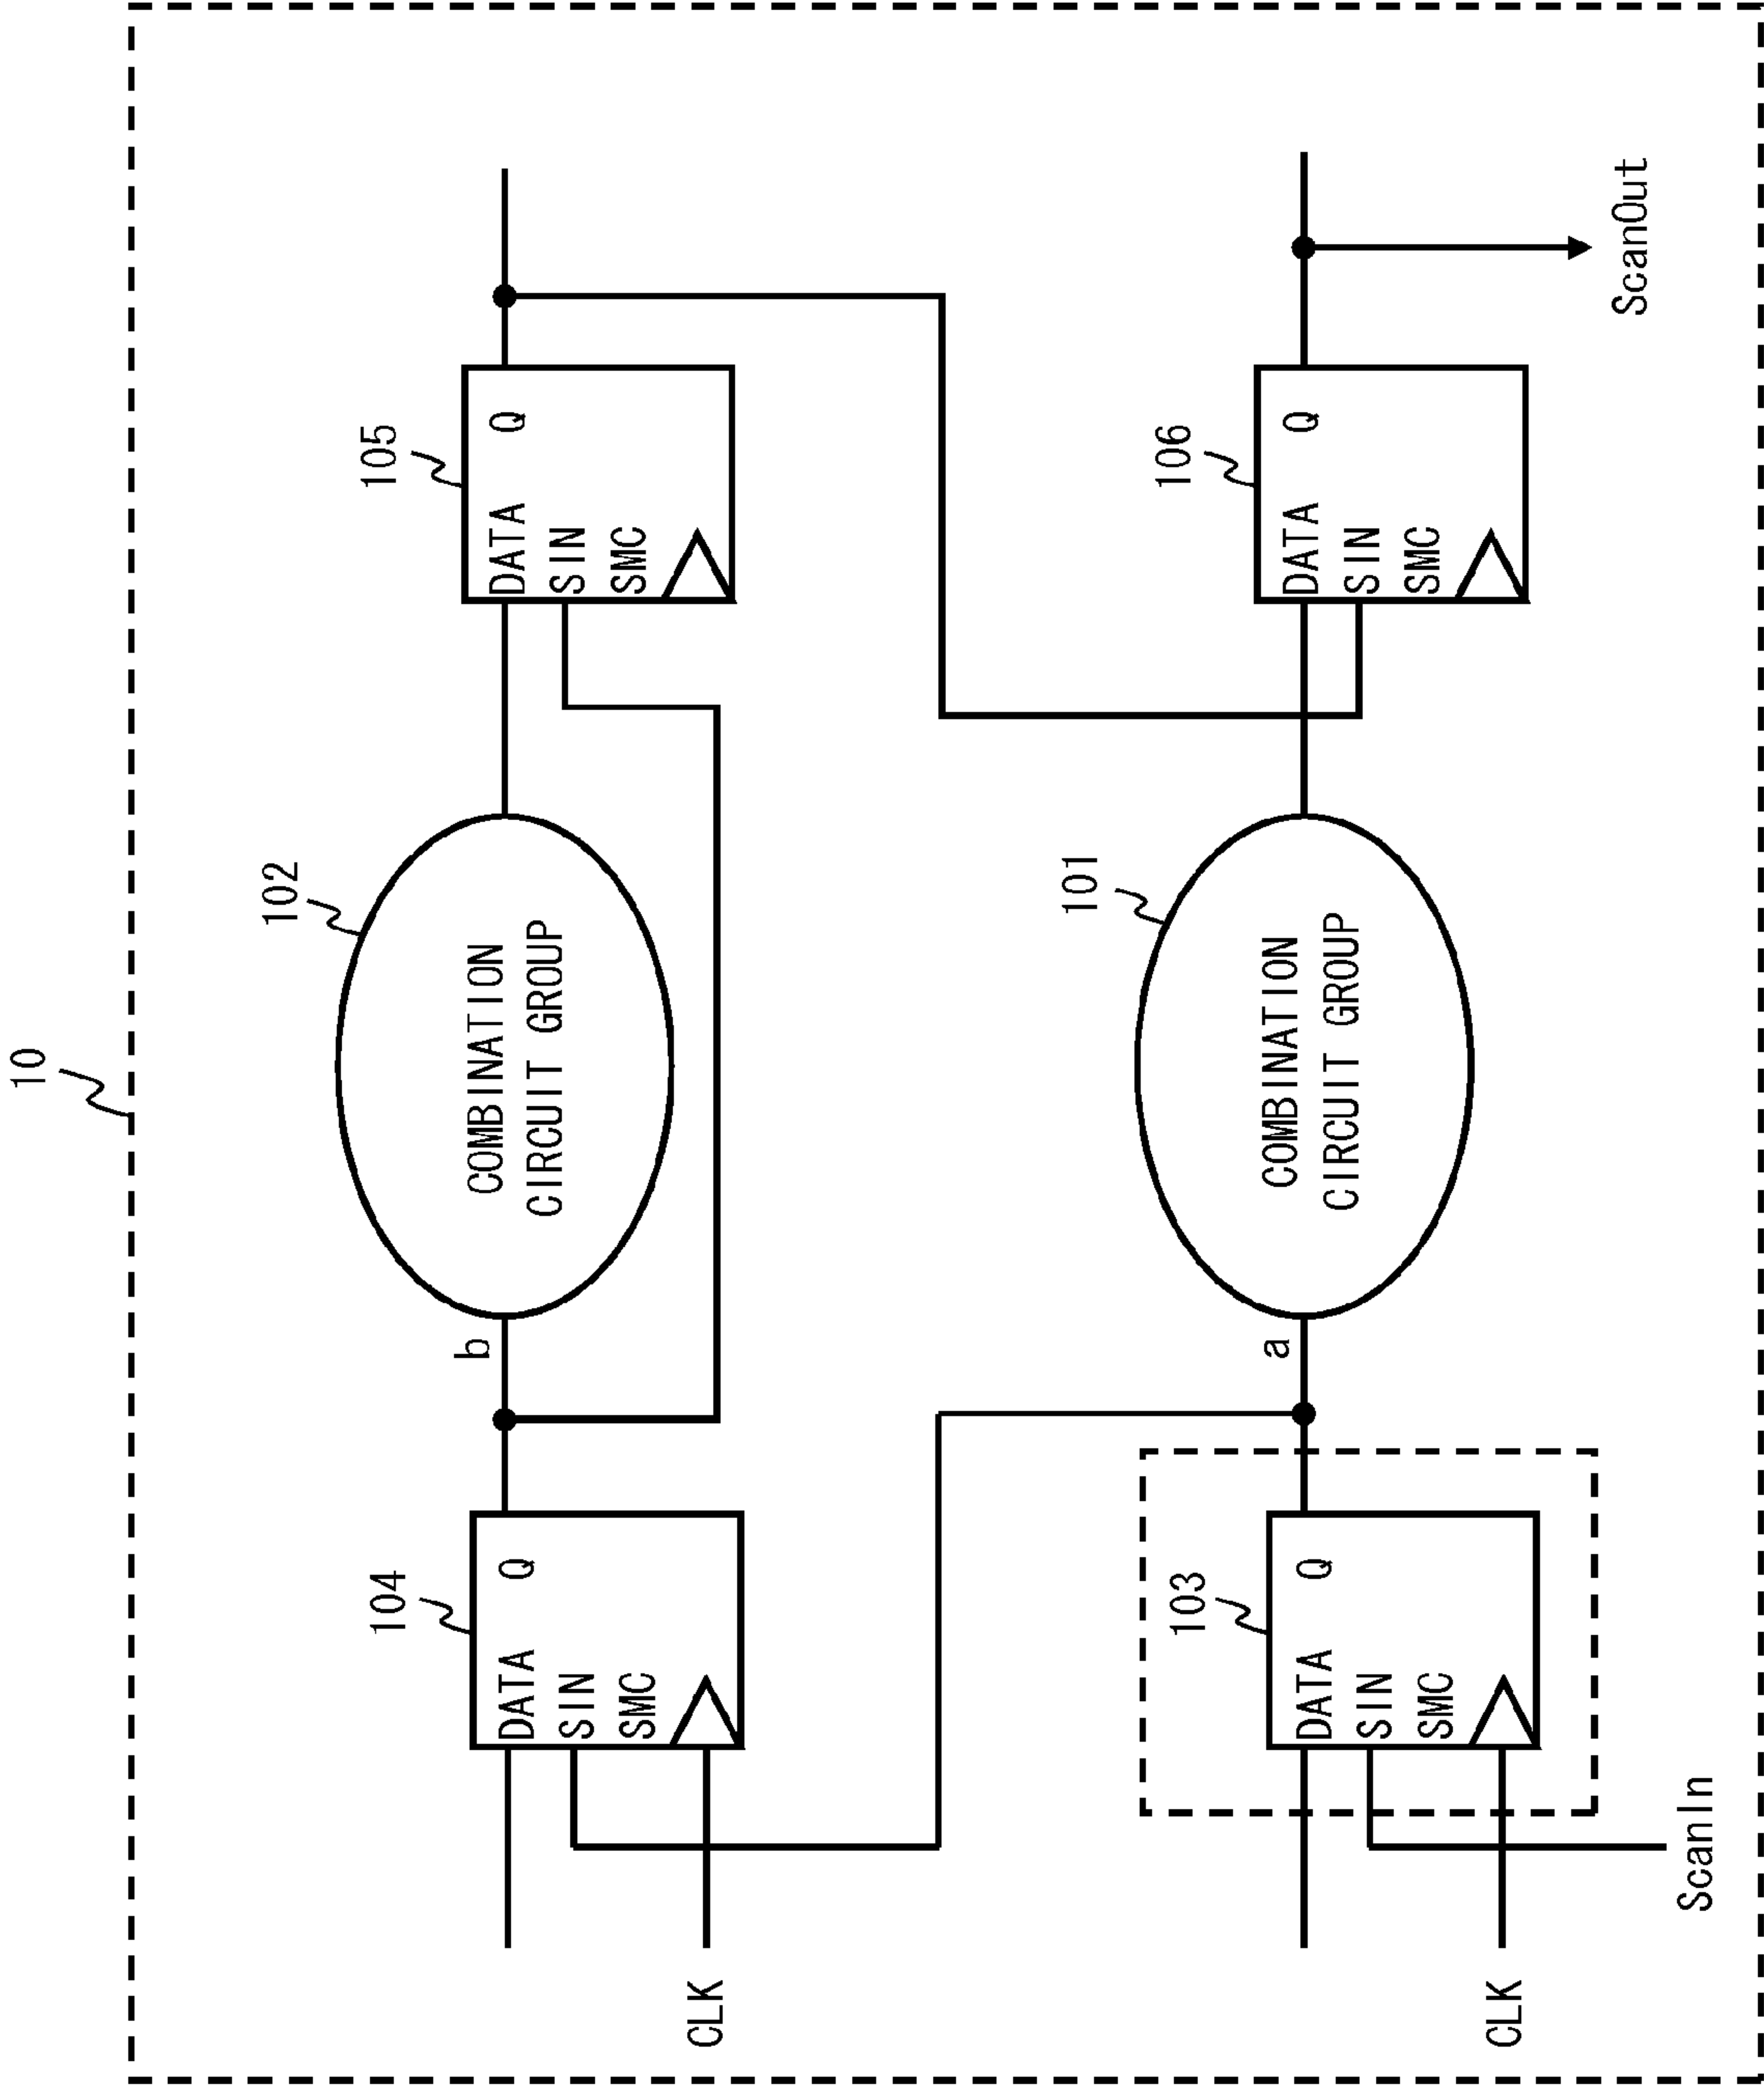 10
102
COMBINATION
CIRCUIT GROUP
b
104
DATA Q
SIN
SMC
CLK
105
DATA Q
SIN
SMC
101
COMBINATION
CIRCUIT GROUP
a
103
DATA Q
SIN
SMC
CLK
ScanIn
106
DATA Q
SIN
SMC
ScanOut